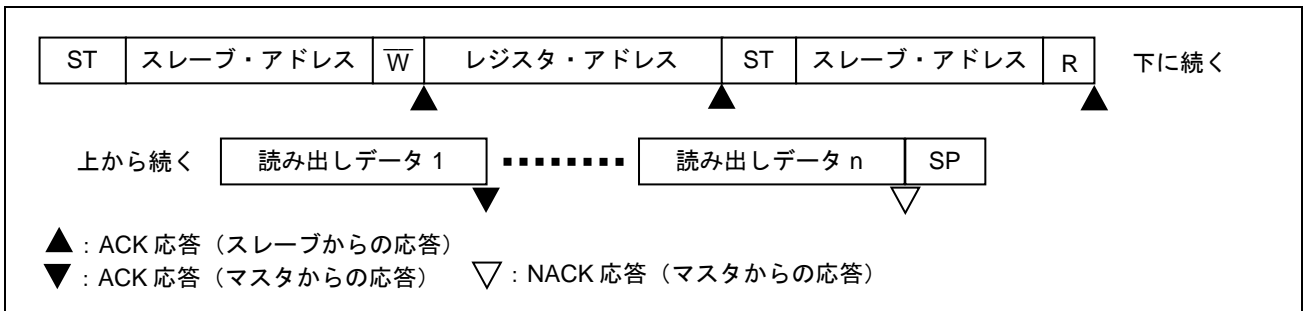 ST スレーブ・アドレス W レジスタ・アドレス ST スレーブ・アドレス R 下に続く
上から続く 読み出しデータ 1 ▪▪▪▪▪▪▪▪ 読み出しデータ n SP
▲:ACK 応答(スレーブからの応答)
▼:ACK 応答(マスタからの応答) ▽:NACK 応答(マスタからの応答)